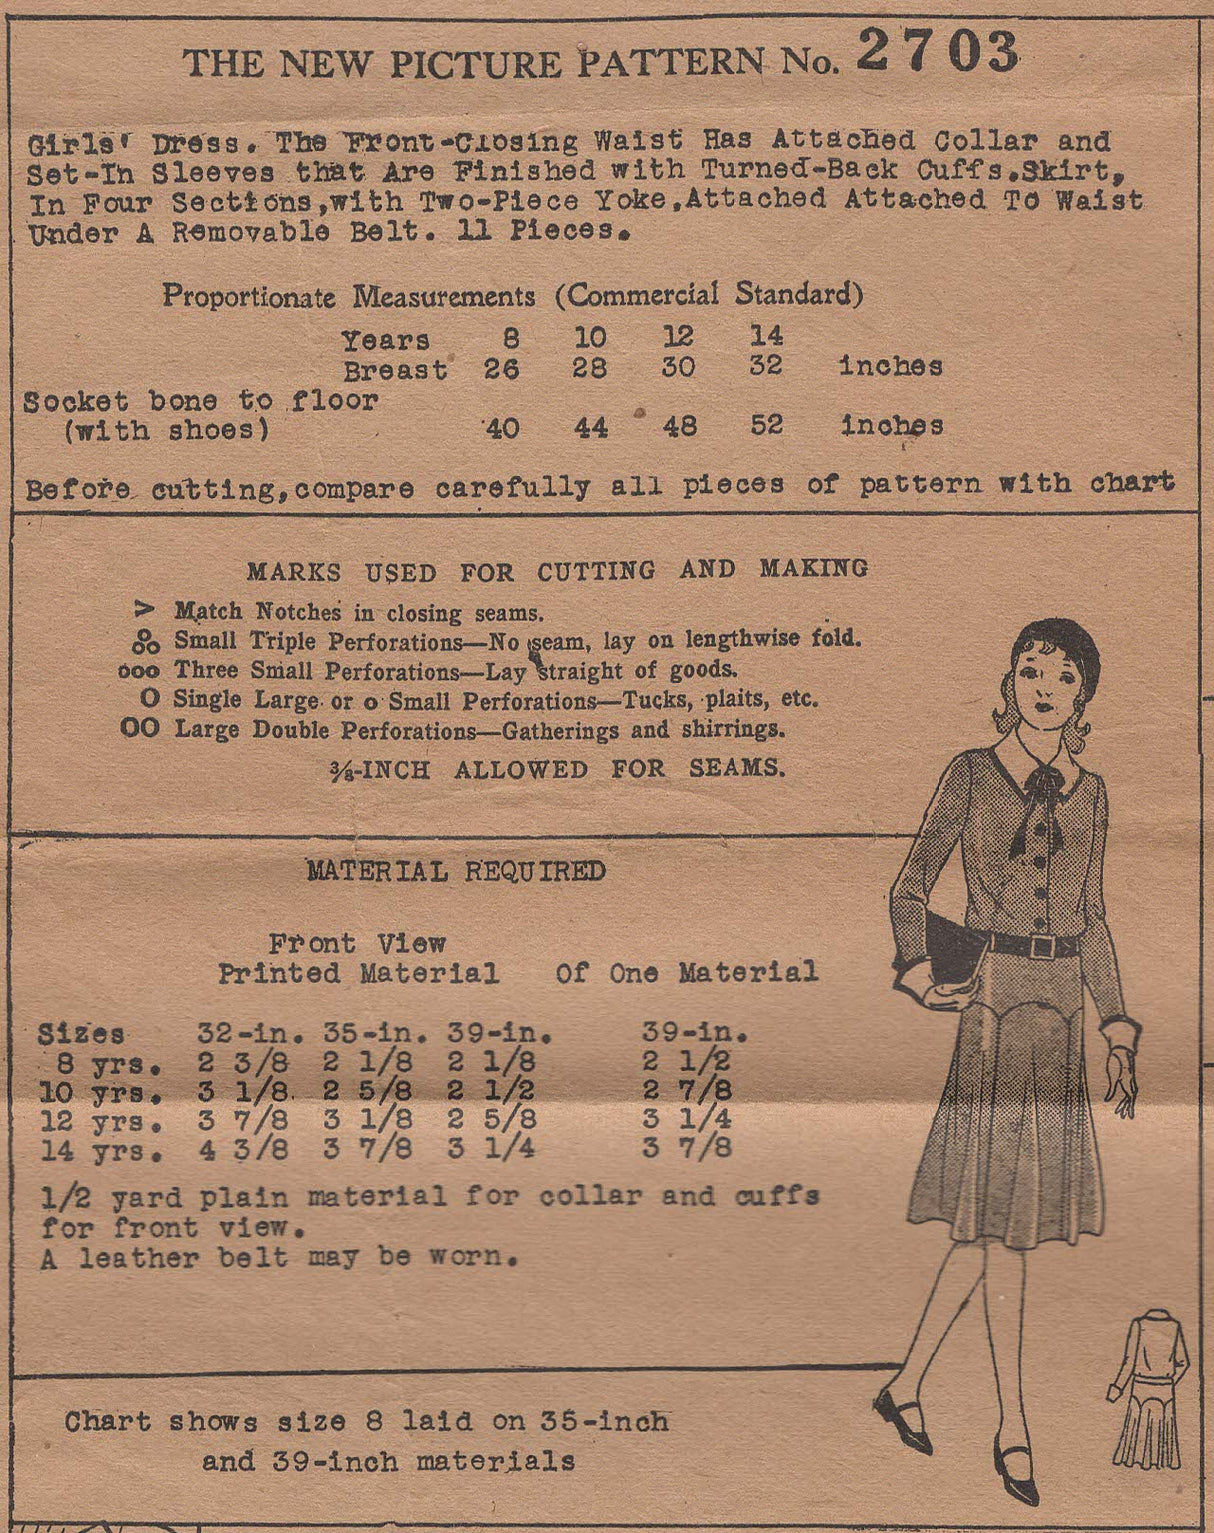 THE NEW PICTURE PATTERN No. 2703
Girls' Dress. The Front-Closing Waist Has Attached Collar and
Set-In Sleeves that Are Finished with Turned-Back Cuffs.Skirt,
In Four Sections,with Two-Piece Yoke,Attached Attached To Waist
Under A Removable Belt. 11 Pieces.
Proportionate Measurements (Commercial Standard)
Years 8 10 12 14
Breast 26 28 30 32 inches
Socket bone to floor
(with shoes) 40 44 48 52 inches
Before cutting,compare carefully all pieces of pattern with chart
MARKS USED FOR CUTTING AND MAKING
> Match Notches in closing seams.
Small Triple Perforations—No seam, lay on lengthwise fold.
ooo Three Small Perforations—Lay straight of goods.
O Single Large or o Small Perforations—Tucks, plaits, etc.
OO Large Double Perforations—Gatherings and shirrings.
⅜-INCH ALLOWED FOR SEAMS.
MATERIAL REQUIRED
Front View
Printed Material Of One Material
Sizes 32-in. 35-in. 39-in. 39-in.
8 yrs. 2 3/8 2 1/8 2 1/8 2 1/2
10 yrs. 3 1/8 2 5/8 2 1/2 2 7/8
12 yrs. 3 7/8 3 1/8 2 5/8 3 1/4
14 yrs. 4 3/8 3 7/8 3 1/4 3 7/8
1/2 yard plain material for collar and cuffs
for front view.
A leather belt may be worn.
Chart shows size 8 laid on 35-inch
and 39-inch materials